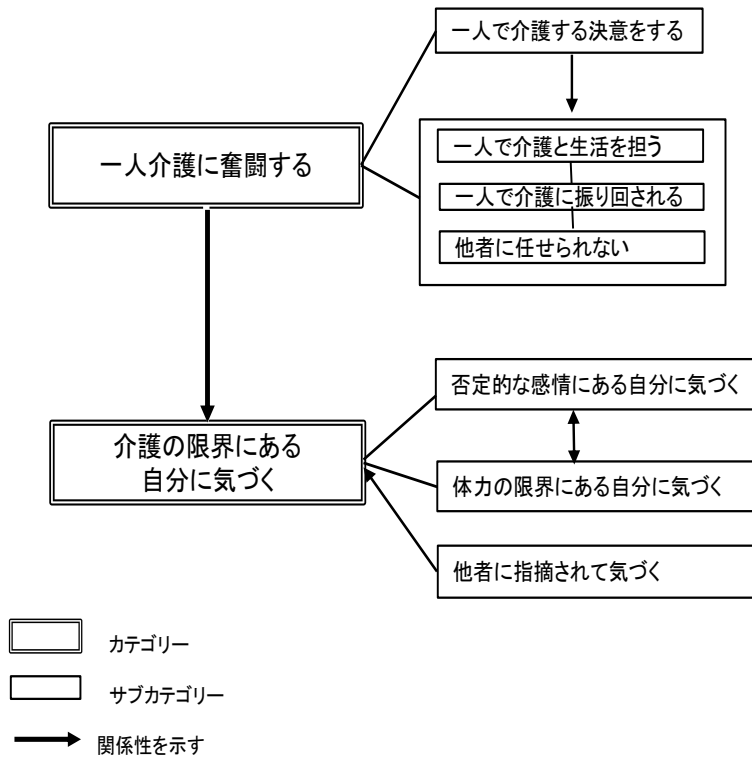 一人で介護する決意をする
一人介護に奮闘する
一人で介護と生活を担う
一人で介護に振り回される
他者に任せられない
否定的な感情にある自分に気づく
介護の限界にある
自分に気づく
体力の限界にある自分に気づく
他者に指摘されて気づく
カテゴリー
サブカテゴリー
関係性を示す